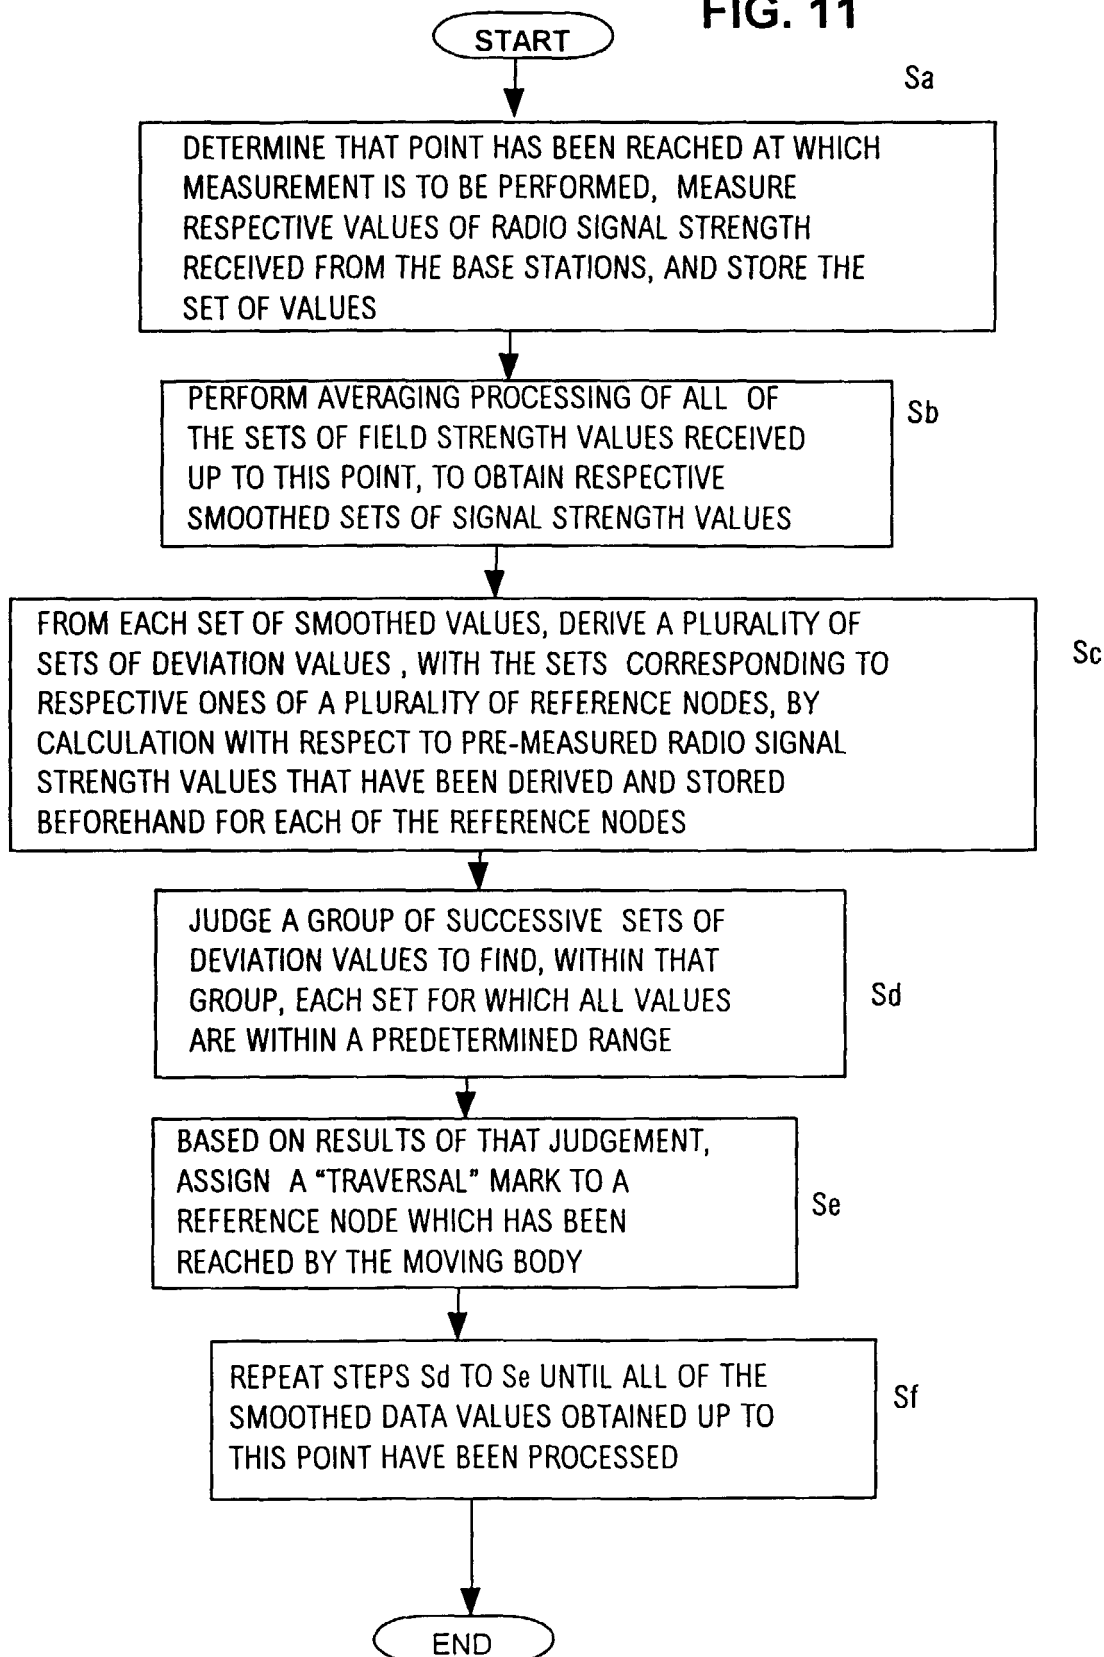 FIG. 11
START
Sa
DETERMINE THAT POINT HAS BEEN REACHED AT WHICH
MEASUREMENT IS TO BE PERFORMED, MEASURE
RESPECTIVE VALUES OF RADIO SIGNAL STRENGTH
RECEIVED FROM THE BASE STATIONS, AND STORE THE
SET OF VALUES
PERFORM AVERAGING PROCESSING OF ALL OF
THE SETS OF FIELD STRENGTH VALUES RECEIVED
UP TO THIS POINT, TO OBTAIN RESPECTIVE
SMOOTHED SETS OF SIGNAL STRENGTH VALUES
Sb
FROM EACH SET OF SMOOTHED VALUES, DERIVE A PLURALITY OF
SETS OF DEVIATION VALUES , WITH THE SETS CORRESPONDING TO
RESPECTIVE ONES OF A PLURALITY OF REFERENCE NODES, BY
CALCULATION WITH RESPECT TO PRE-MEASURED RADIO SIGNAL
STRENGTH VALUES THAT HAVE BEEN DERIVED AND STORED
BEFOREHAND FOR EACH OF THE REFERENCE NODES
Sc
JUDGE A GROUP OF SUCCESSIVE SETS OF
DEVIATION VALUES TO FIND, WITHIN THAT
GROUP, EACH SET FOR WHICH ALL VALUES
ARE WITHIN A PREDETERMINED RANGE
Sd
BASED ON RESULTS OF THAT JUDGEMENT,
ASSIGN A "TRAVERSAL" MARK TO A
REFERENCE NODE WHICH HAS BEEN
REACHED BY THE MOVING BODY
Se
REPEAT STEPS Sd TO Se UNTIL ALL OF THE
SMOOTHED DATA VALUES OBTAINED UP TO
THIS POINT HAVE BEEN PROCESSED
Sf
END